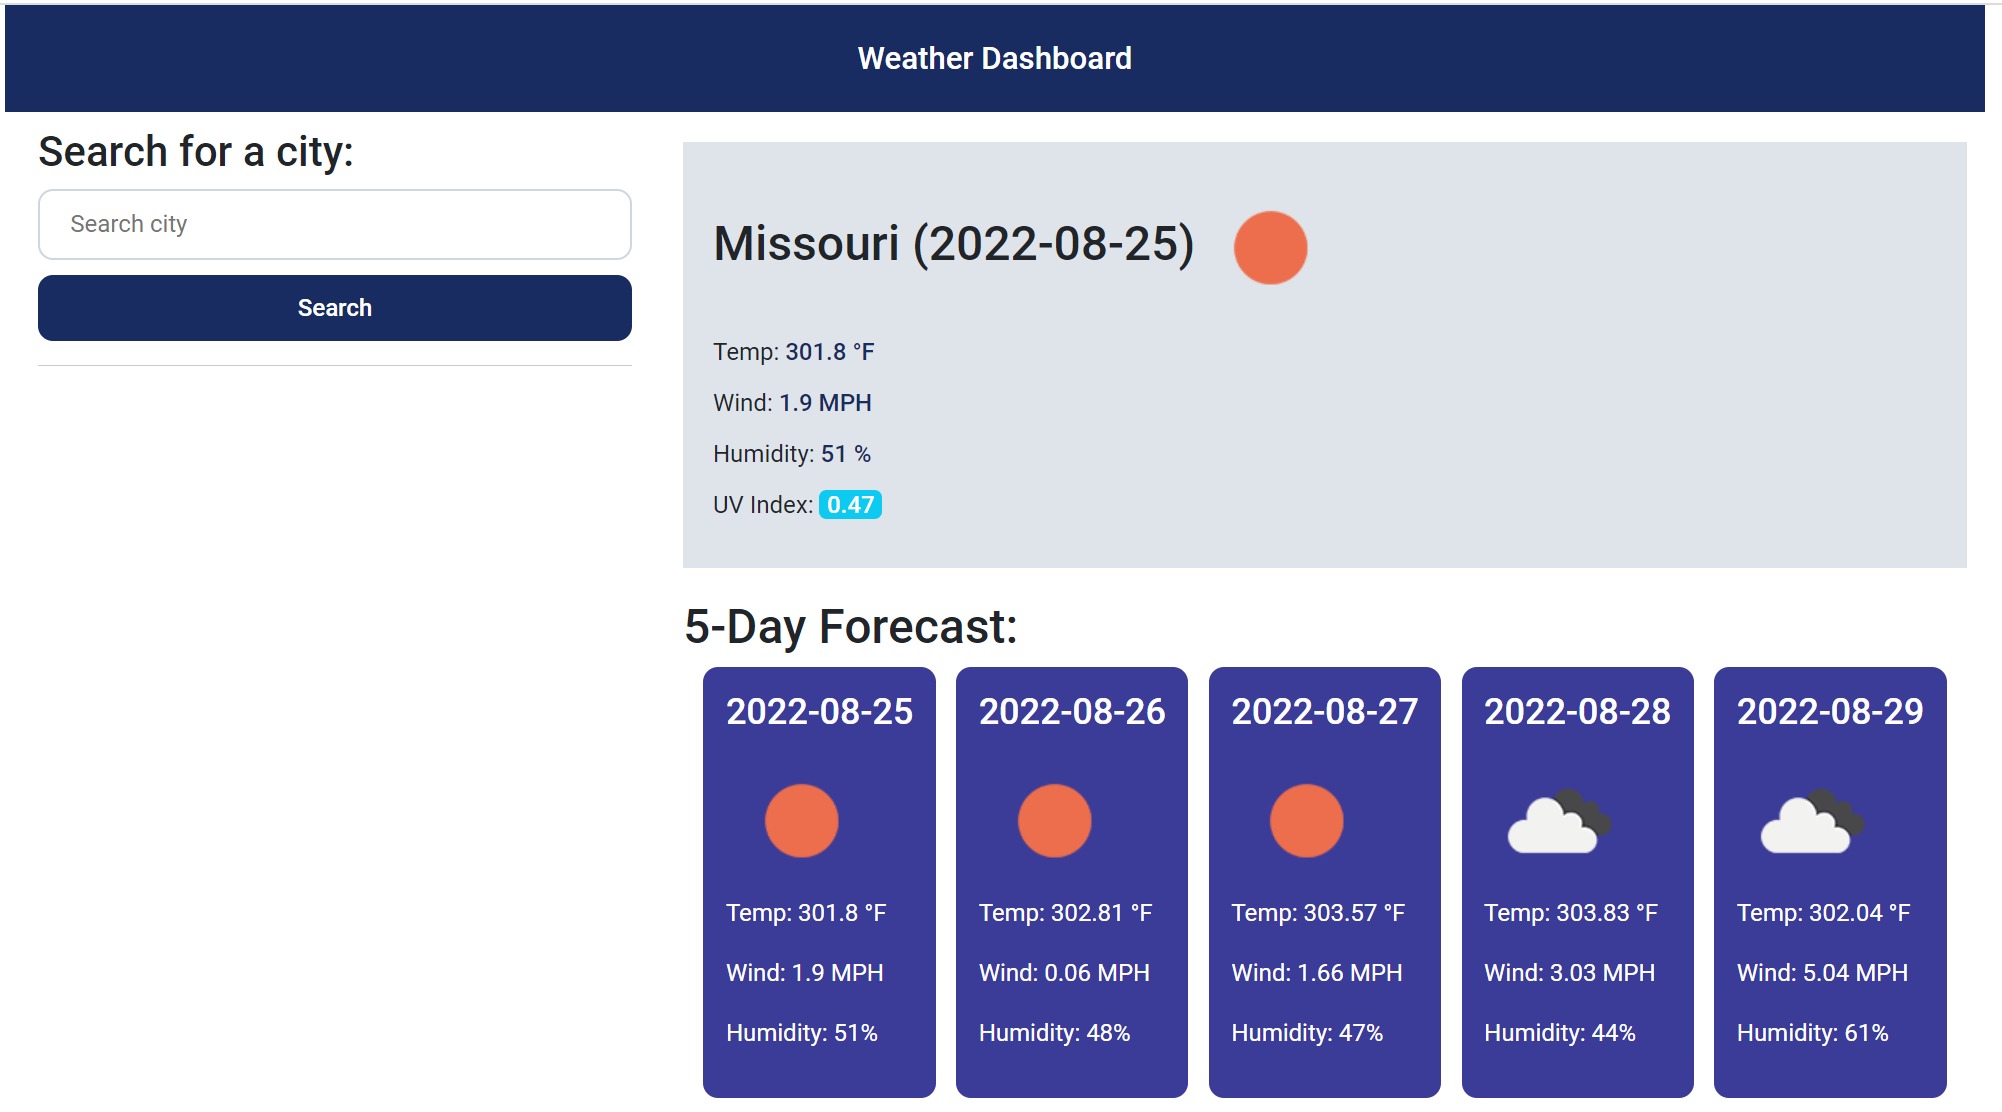 Weather Dashboard
Search for a city:
Search city
Search
Missouri (2022-08-25)
Temp: 301.8 °F
Wind: 1.9 MPH
Humidity: 51 %
UV Index: 0.47
5-Day Forecast:
2022-08-25
Temp: 301.8 °F
Wind: 1.9 MPH
Humidity: 51%
2022-08-26
Temp: 302.81 °F
Wind: 0.06 MPH
Humidity: 48%
2022-08-27
Temp: 303.57 °F
Wind: 1.66 MPH
Humidity: 47%
2022-08-28
Temp: 303.83 °F
Wind: 3.03 MPH
Humidity: 44%
2022-08-29
Temp: 302.04 °F
Wind: 5.04 MPH
Humidity: 61%